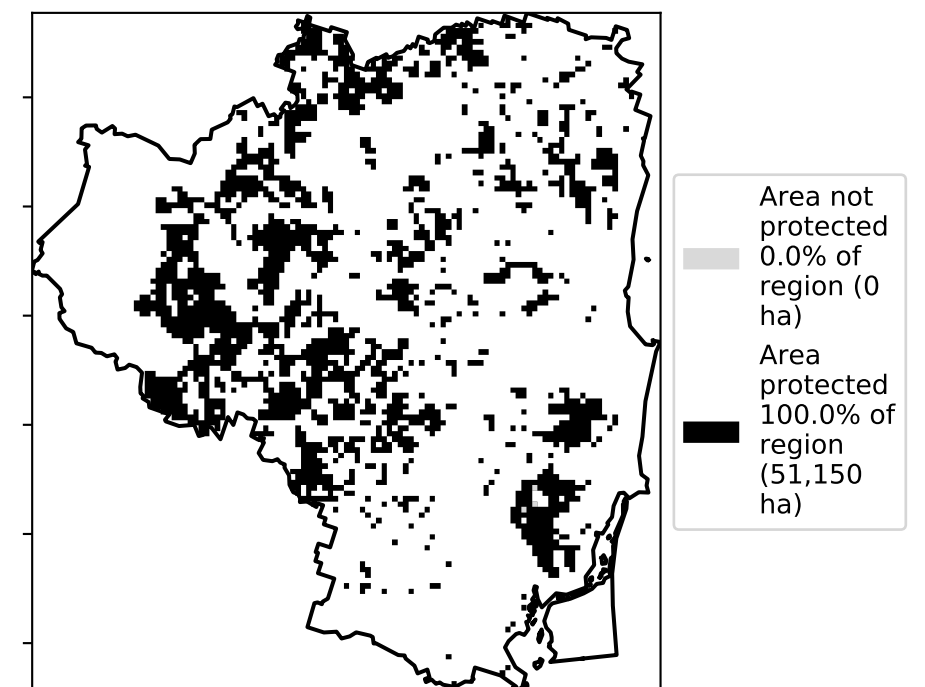 Area not
protected
0.0% of
region (0
ha)
Area
protected
100.0% of
region
(51,150
ha)